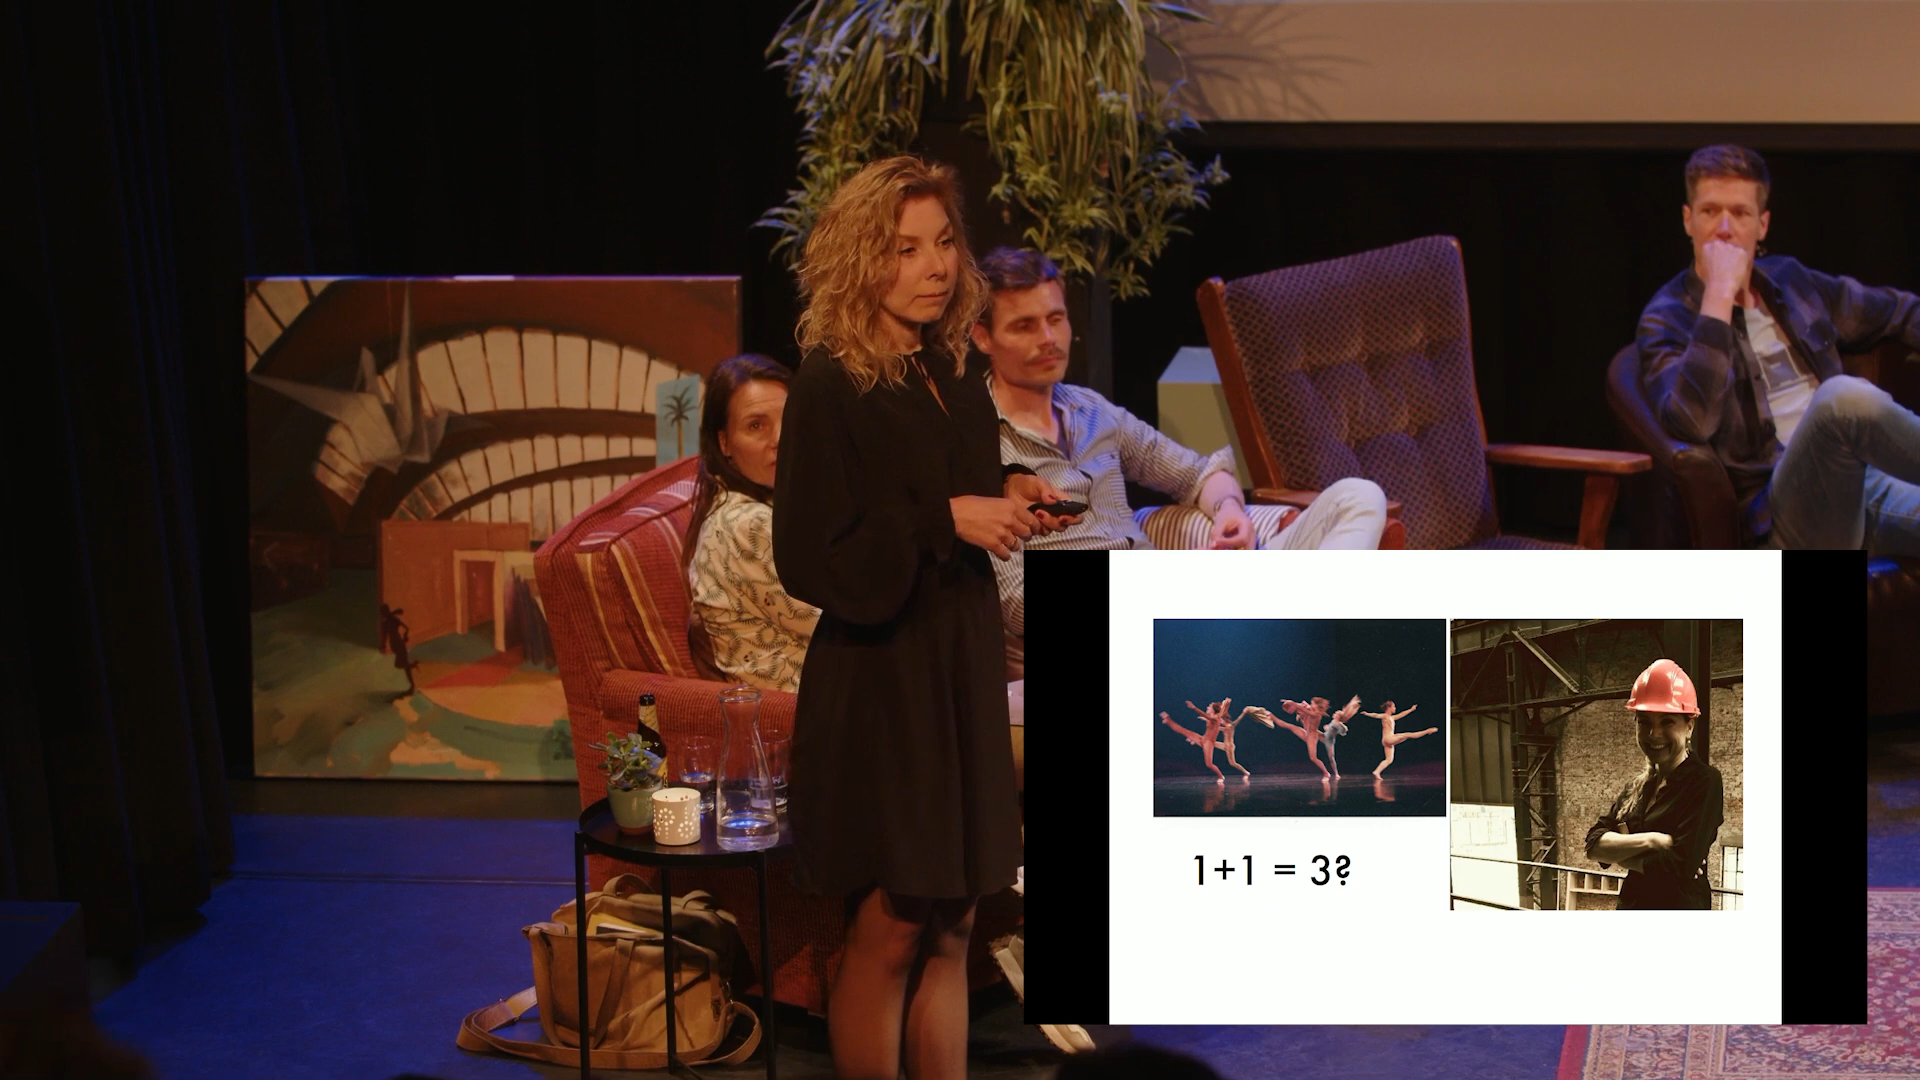 1+1 = 3?